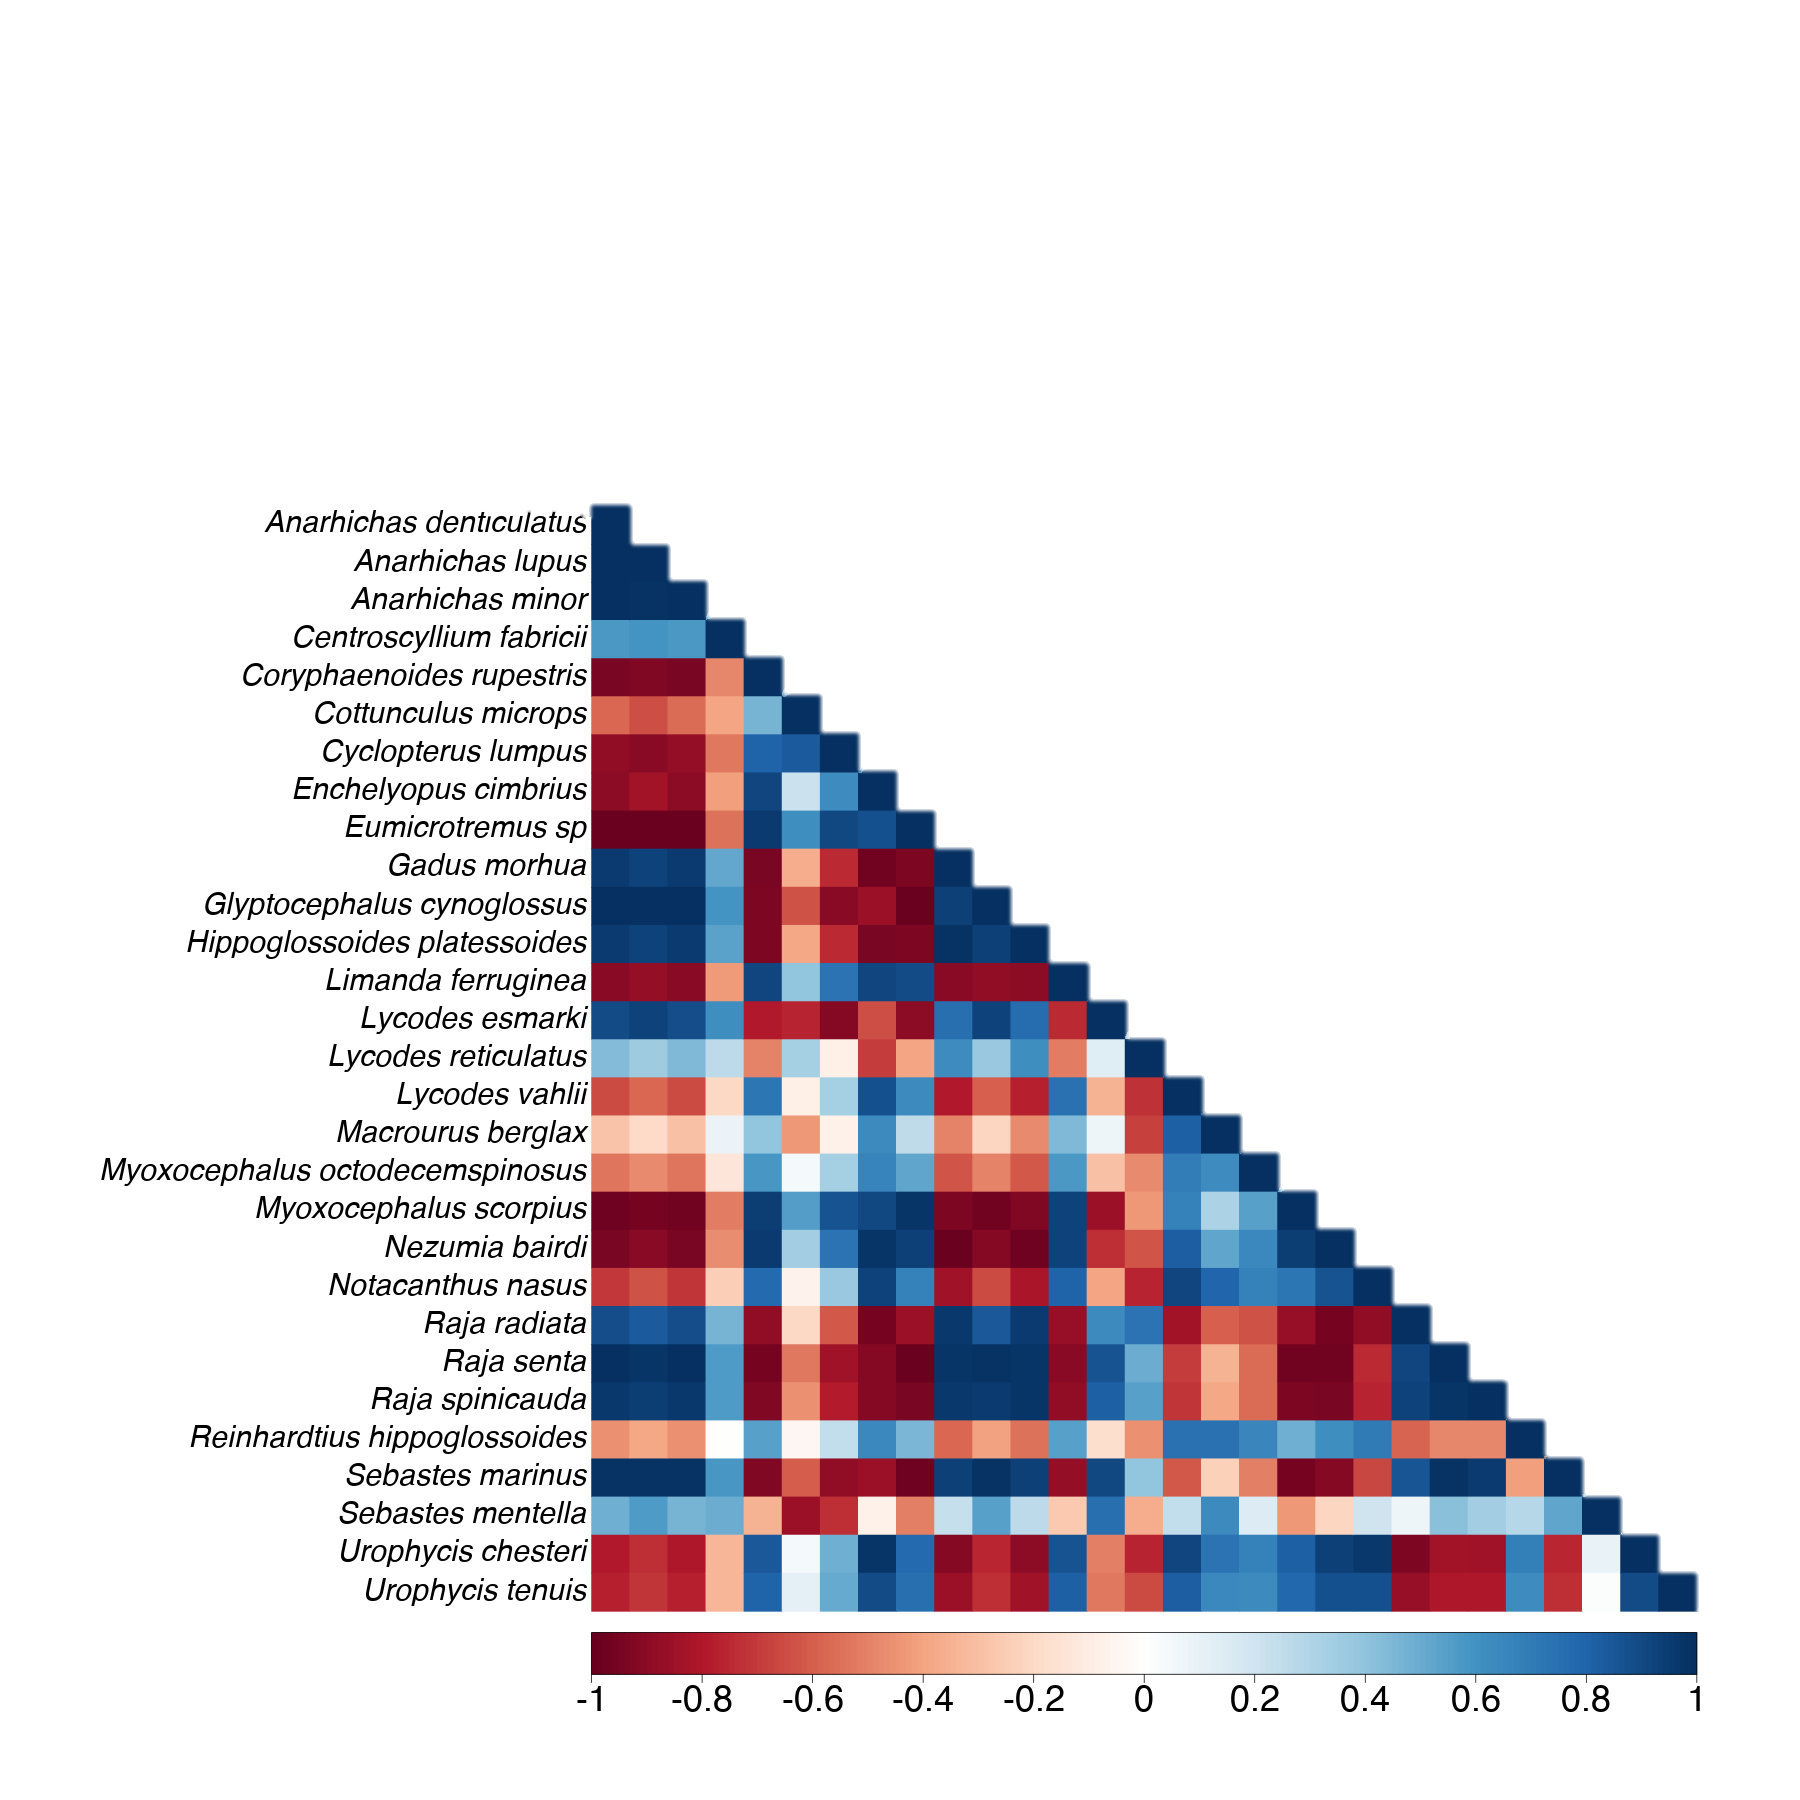 Anarhichas denticulatus
Anarhichas lupus
Anarhichas minor
Centroscyllium fabricii
Coryphaenoides rupestris
Cottunculus microps
Cyclopterus lumpus
Enchelyopus cimbrius
Eumicrotremus sp
Gadus morhua
Glyptocephalus cynoglossus
Hippoglossoides platessoides
Limanda ferruginea
Lycodes esmarki
Lycodes reticulatus
Lycodes vahlii
Macrourus berglax
Myoxocephalus octodecemspinosus
Myoxocephalus scorpius
Nezumia bairdi
Notacanthus nasus
Raja radiata
Raja senta
Raja spinicauda
Reinhardtius hippoglossoides
Sebastes marinus
Sebastes mentella
Urophycis chesteri
Urophycis tenuis
-1 -0.8 -0.6 -0.4 -0.2 0 0.2 0.4 0.6 0.8 1